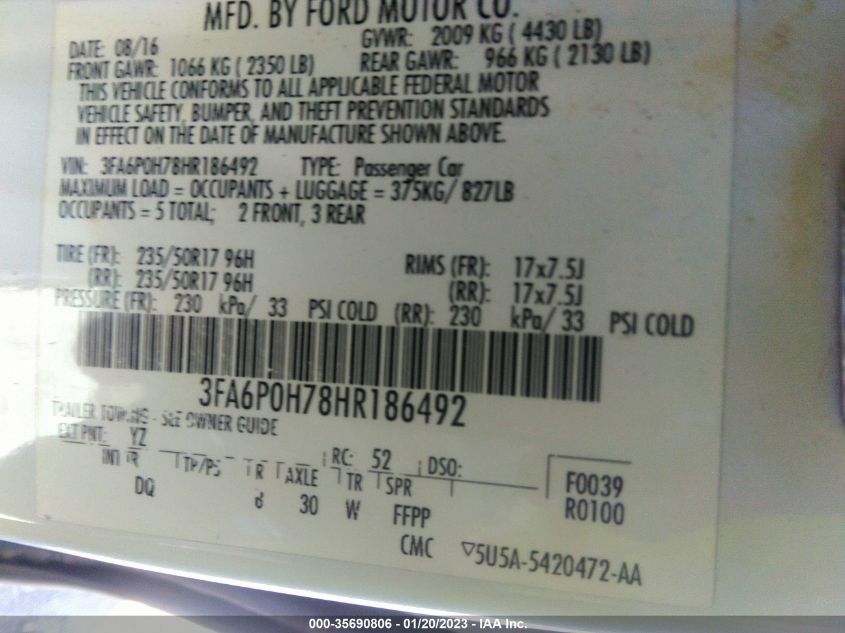 MFD. BY FORD MOTOR CO.
DATE: 08/16 GVWR: 2009 KG ( 4430 LB)
FRONT GAWR: 1066 KG ( 2350 LB) REAR GAWR: 966 KG ( 2130 LB)
THIS VEHICLE CONFORMS TO ALL APPLICABLE FEDERAL MOTOR
VEHICLE SAFETY, BUMPER, AND THEFT PREVENTION STANDARDS
IN EFFECT ON THE DATE OF MANUFACTURE SHOWN ABOVE.
VIN: 3FA6P0H78HR186492 TYPE: Passenger Car
MAXIMUM LOAD = OCCUPANTS + LUGGAGE = 375KG/ 827LB
OCCUPANTS = 5 TOTAL; 2 FRONT, 3 REAR
TIRE (FR): 235/50R17 96H RIMS (FR): 17x7.5J
(RR): 235/50R17 96H (RR): 17x7.5J
PRESSURE (FR): 230 kPa/ 33 PSI COLD (RR): 230 kPa/ 33 PSI COLD
3FA6P0H78HR186492
TRAILER TOWING - SEE OWNER GUIDE
EXT PNT: YZ RC: 52 DSO:
INT R TP/PS R AXLE TR SPR F0039
DQ 30 W FFPP R0100
CMC ▽5U5A-5420472-AA
000-35690806 - 01/20/2023 - IAA Inc.